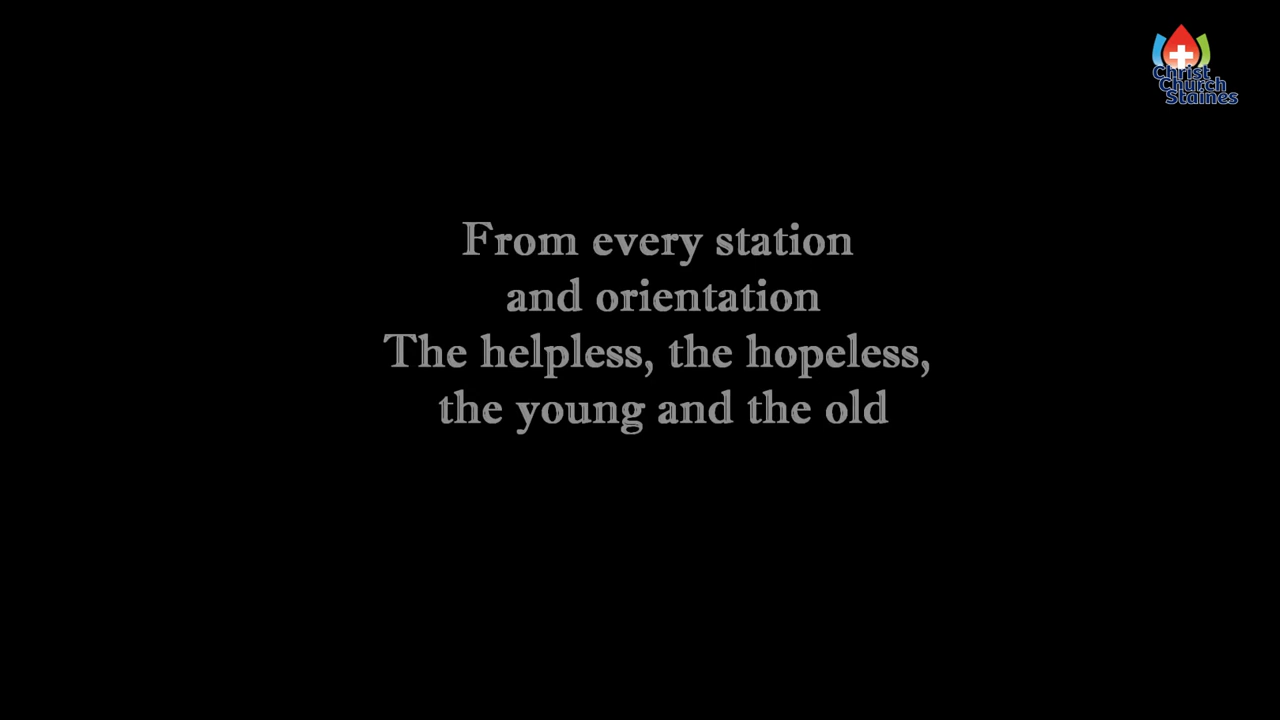 Christ
Church
Staines
From every station
and orientation
The helpless, the hopeless,
the young and the old